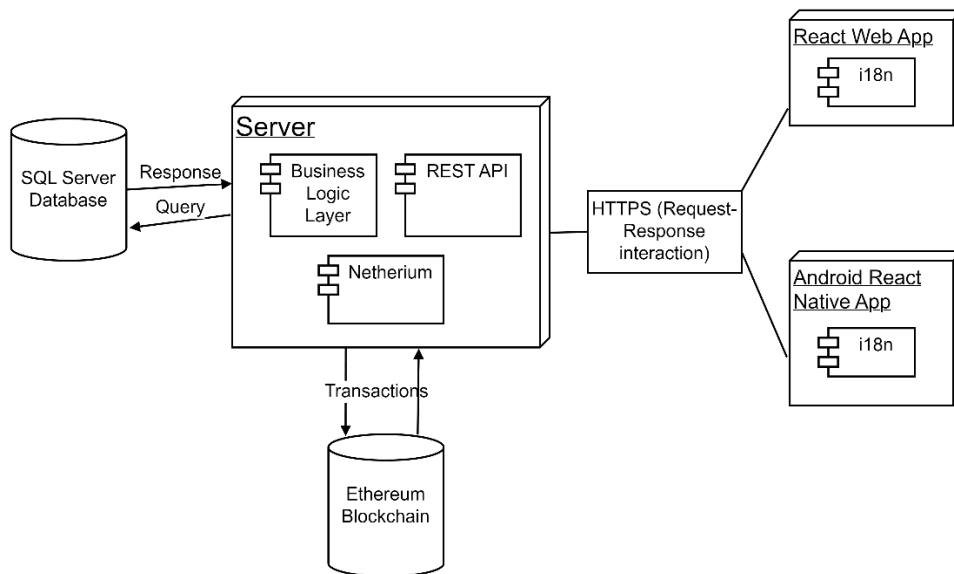 React Web App
i18n
Server
Business
Logic
Layer
REST API
Netherium
SQL Server
Database
Response
Query
HTTPS (Request-
Response
interaction)
Android React
Native App
i18n
Transactions
Ethereum
Blockchain